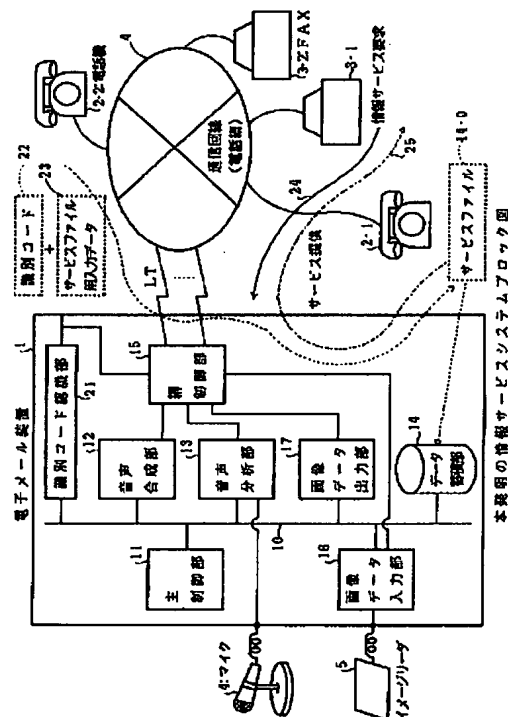 電子メール装置
1
識別コード認識部
21
識別コード
22
+
23
サービスファイル
用入力データ
2-2 電話機
4
3-2 FAX
3-1
通信回線
(電話網)
LT
15
網
制御部
12
音声
合成部
13
音声
分析部
17
画像
データ
出力部
11
主
制御部
10
14
データ
蓄積部
画像
データ
入力部
4:マイク
5
イメージリーダ
サービス提供
24
情報サービス要求
25
2-1
サービスファイル
本発明の情報サービスシステムブロック図